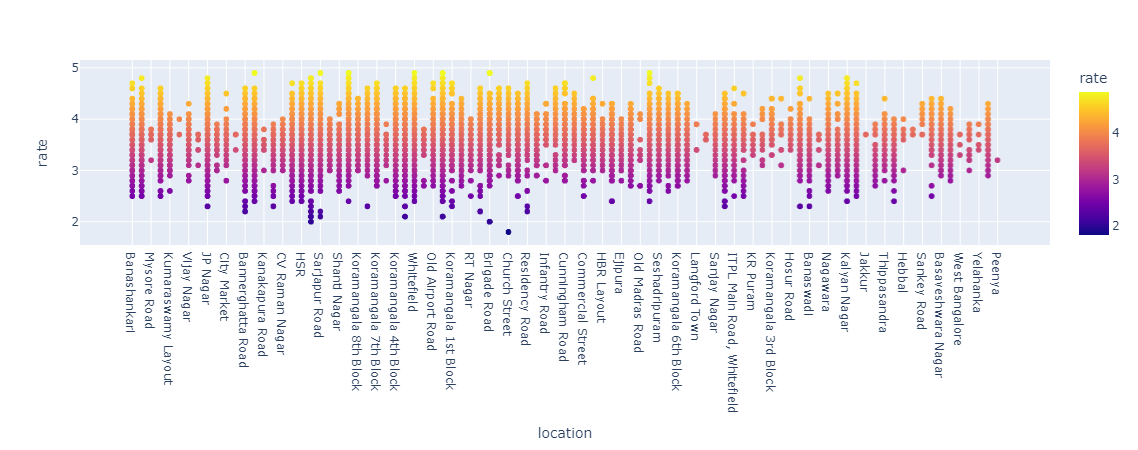 rate
5
4
3
2
rate
4
3
2
Banashankari
Mysore Road
Kumaraswamy Layout
Vijay Nagar
JP Nagar
City Market
Bannerghatta Road
Kanakapura Road
CV Raman Nagar
HSR
Sarjapur Road
Shanti Nagar
Koramangala 8th Block
Koramangala 7th Block
Koramangala 4th Block
Whitefield
Old Airport Road
Koramangala 1st Block
RT Nagar
Brigade Road
Church Street
Residency Road
Infantry Road
Cunningham Road
Commercial Street
HBR Layout
Ejipura
Old Madras Road
Seshadripuram
Koramangala 6th Block
Langford Town
Sanjay Nagar
ITPL Main Road, Whitefield
KR Puram
Koramangala 3rd Block
Hosur Road
Banaswadi
Nagawara
Kalyan Nagar
Jakkur
Thippasandra
Hebbal
Sankey Road
Basaveshwara Nagar
West Bangalore
Yelahanka
Peenya
location